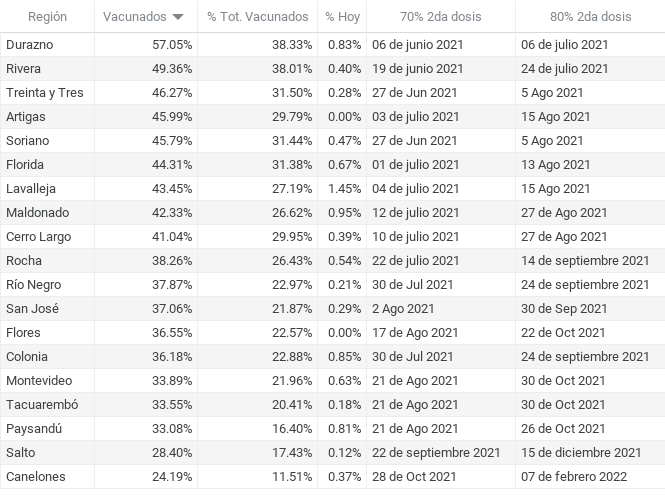 Región Vacunados % Tot. Vacunados % Hoy 70% 2da dosis 80% 2da dosis
Durazno 57.05% 38.33% 0.83% 06 de junio 2021 06 de julio 2021
Rivera 49.36% 38.01% 0.40% 19 de junio 2021 24 de julio 2021
Treinta y Tres 46.27% 31.50% 0.28% 27 de Jun 2021 5 Ago 2021
Artigas 45.99% 29.79% 0.00% 03 de julio 2021 15 Ago 2021
Soriano 45.79% 31.44% 0.47% 27 de Jun 2021 5 Ago 2021
Florida 44.31% 31.38% 0.67% 01 de julio 2021 13 Ago 2021
Lavalleja 43.45% 27.19% 1.45% 04 de julio 2021 15 Ago 2021
Maldonado 42.33% 26.62% 0.95% 12 de julio 2021 27 de Ago 2021
Cerro Largo 41.04% 29.95% 0.39% 10 de julio 2021 27 de Ago 2021
Rocha 38.26% 26.43% 0.54% 22 de julio 2021 14 de septiembre 2021
Río Negro 37.87% 22.97% 0.21% 30 de Jul 2021 24 de septiembre 2021
San José 37.06% 21.87% 0.29% 2 Ago 2021 30 de Sep 2021
Flores 36.55% 22.57% 0.00% 17 de Ago 2021 22 de Oct 2021
Colonia 36.18% 22.88% 0.85% 30 de Jul 2021 24 de septiembre 2021
Montevideo 33.89% 21.96% 0.63% 21 de Ago 2021 30 de Oct 2021
Tacuarembó 33.55% 20.41% 0.18% 21 de Ago 2021 30 de Oct 2021
Paysandú 33.08% 16.40% 0.81% 21 de Ago 2021 26 de Oct 2021
Salto 28.40% 17.43% 0.12% 22 de septiembre 2021 15 de diciembre 2021
Canelones 24.19% 11.51% 0.37% 28 de Oct 2021 07 de febrero 2022